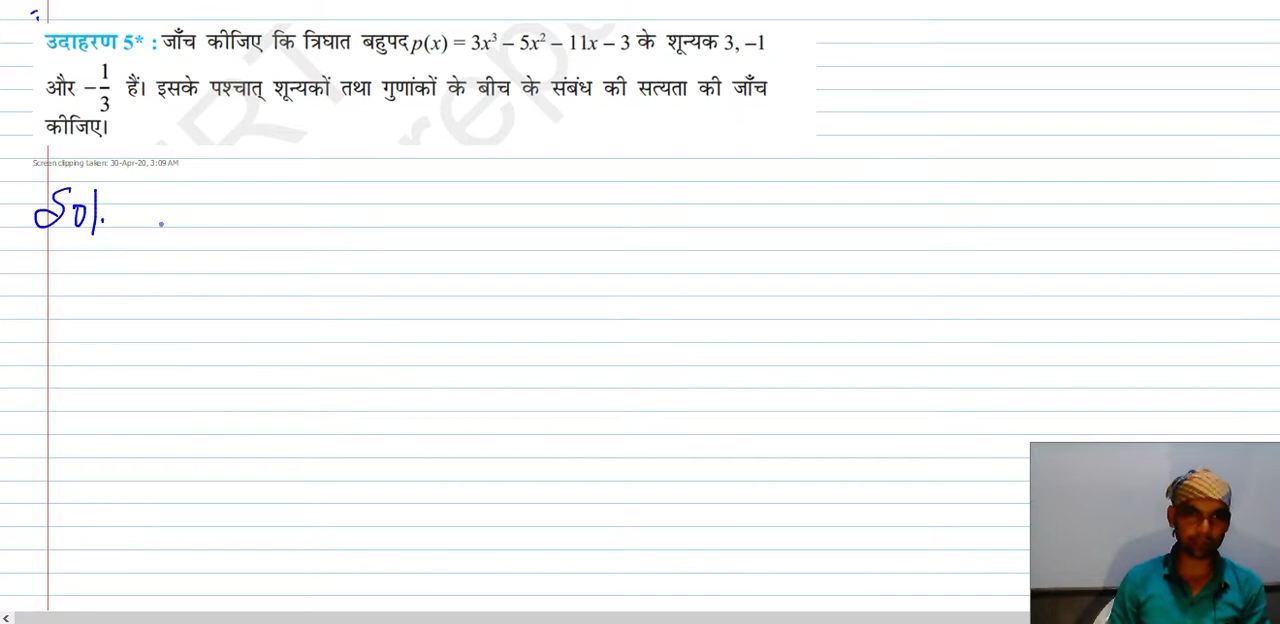 उदाहरण 5* : जाँच कीजिए कि त्रिघात बहुपद p(x) = 3x³ – 5x² – 11x – 3 के शून्यक 3, –1
और –1/3 हैं। इसके पश्चात् शून्यकों तथा गुणांकों के बीच के संबंध की सत्यता की जाँच
कीजिए।
Screen clipping taken: 30-Apr-20, 3:09 AM
Sol.